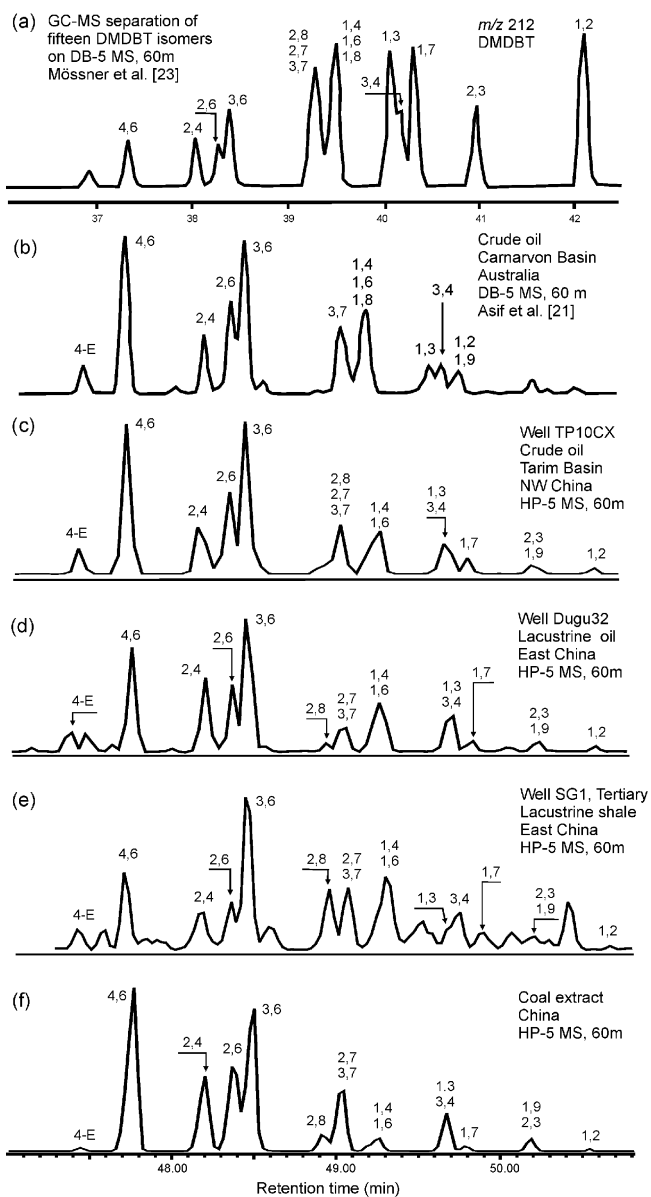 (a)
GC-MS separation of
fifteen DMDBT isomers
on DB-5 MS, 60m
Mössner et al. [23]
m/z 212
DMDBT
4,6
2,4
2,6
3,6
2,8
2,7
3,7
1,4
1,6
1,8
1,3
3,4
1,7
2,3
1,2
37
38
39
40
41
42
(b)
Crude oil
Carnarvon Basin
Australia
DB-5 MS, 60 m
Asif et al. [21]
4-E
4,6
2,4
2,6
3,6
3,7
1,4
1,6
1,8
1,3
3,4
1,2
1,9
(c)
Well TP10CX
Crude oil
Tarim Basin
NW China
HP-5 MS, 60m
4-E
4,6
2,4
2,6
3,6
2,8
2,7
3,7
1,4
1,6
1,3
3,4
1,7
2,3
1,9
1,2
(d)
Well Dugu32
Lacustrine oil
East China
HP-5 MS, 60m
4-E
4,6
2,4
2,6
3,6
2,8
2,7
3,7
1,4
1,6
1,3
3,4
1,7
2,3
1,9
1,2
(e)
Well SG1, Tertiary
Lacustrine shale
East China
HP-5 MS, 60m
4-E
4,6
2,4
2,6
3,6
2,8
2,7
3,7
1,4
1,6
1,3
3,4
1,7
2,3
1,9
1,2
(f)
Coal extract
China
HP-5 MS, 60m
4-E
4,6
2,4
2,6
3,6
2,8
2,7
3,7
1,4
1,6
1.3
3,4
1,7
1,9
2,3
1,2
48.00
49.00
50.00
Retention time (min)